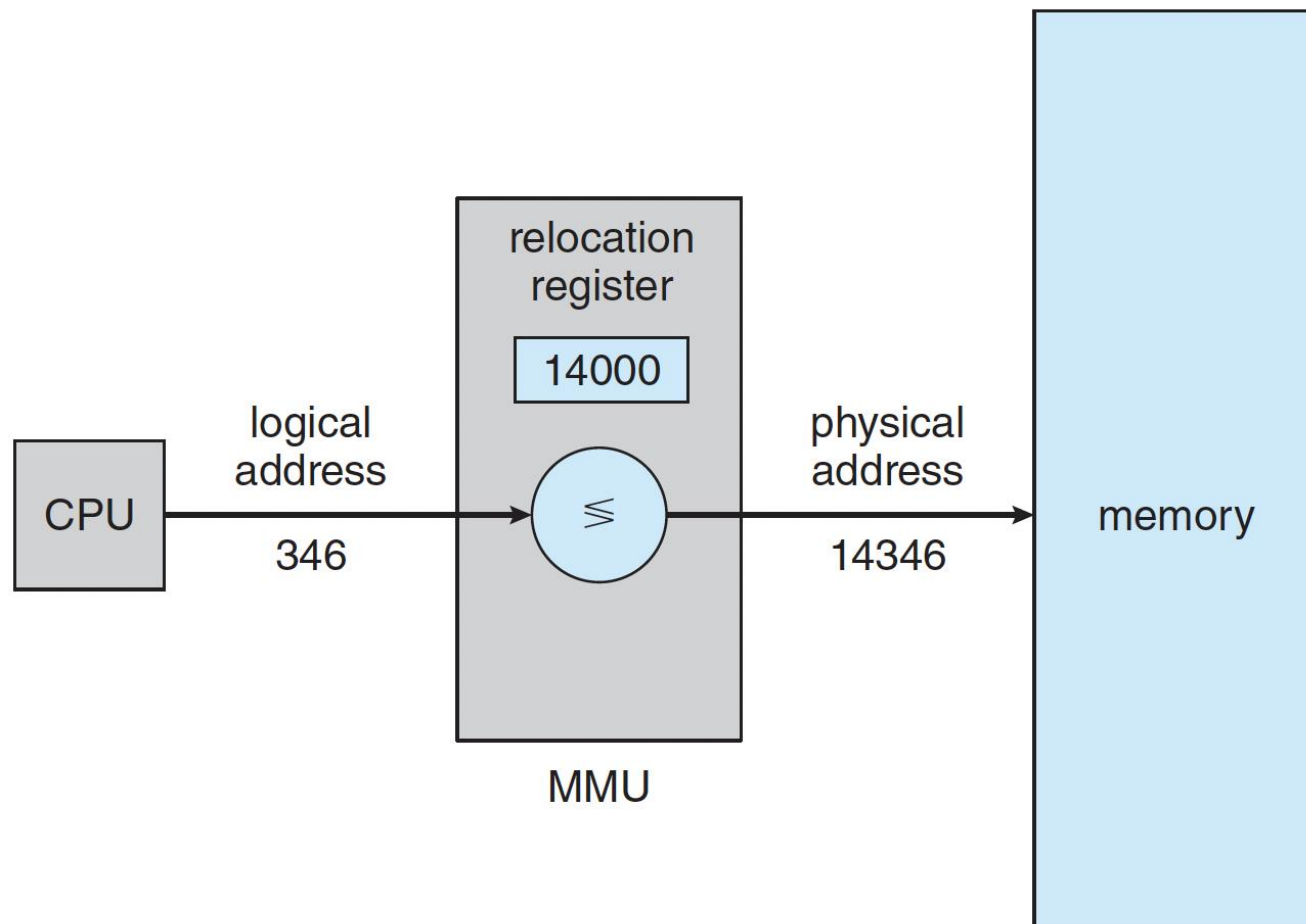 relocation
register
14000
logical
address
physical
address
CPU
≶
memory
346
14346
MMU